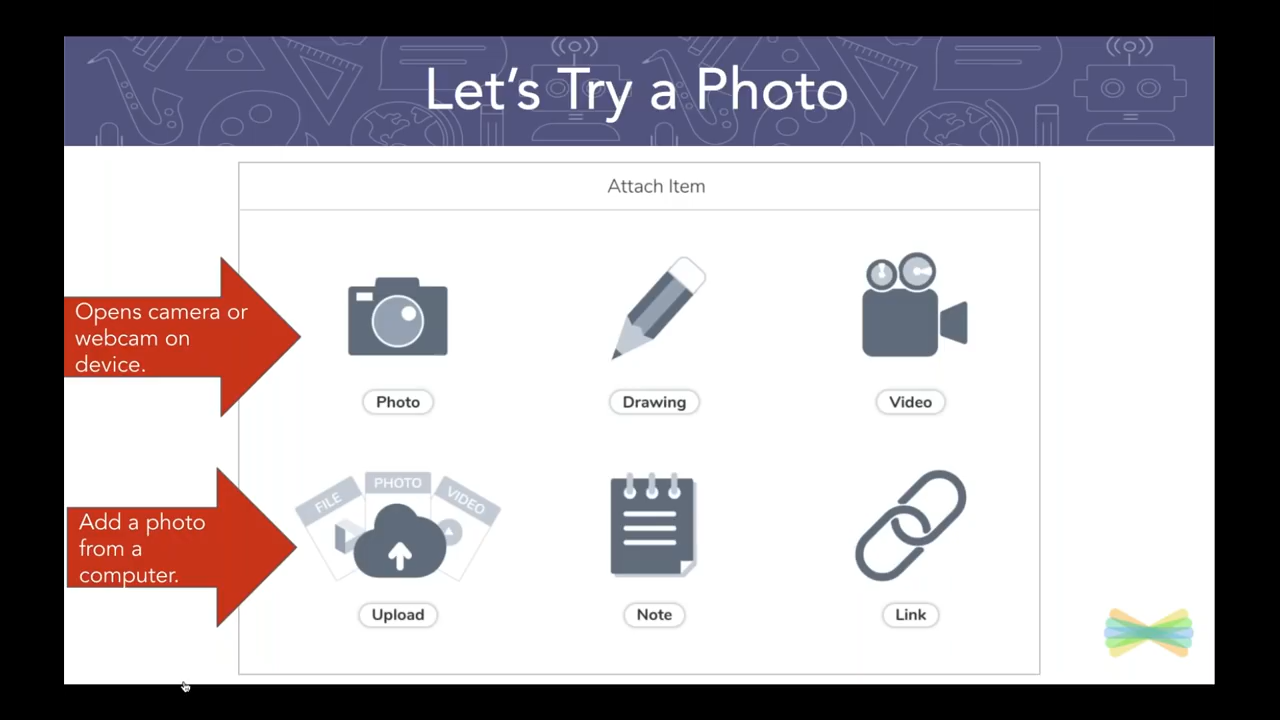 Let's Try a Photo
Attach Item
Opens camera or
webcam on
device.
Photo
Drawing
Video
Add a photo
from a
computer.
FILE
PHOTO
VIDEO
Upload
Note
Link